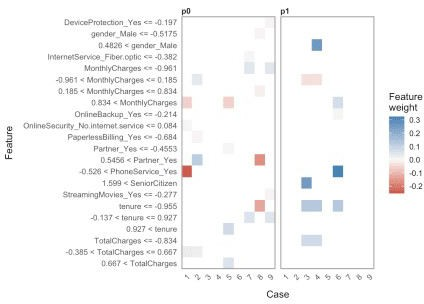 p0
p1
DeviceProtection_Yes <= -0.197
gender_Male <= -0.5175
0.4826 < gender_Male
InternetService_Fiber.optic <= -0.382
MonthlyCharges <= -0.961
-0.961 < MonthlyCharges <= 0.185
0.185 < MonthlyCharges <= 0.834
0.834 < MonthlyCharges
OnlineBackup_Yes <= -0.214
OnlineSecurity_No.internet.service <= 0.084
PaperlessBilling_Yes <= -0.684
Partner_Yes <= -0.4553
0.5456 < Partner_Yes
-0.526 < PhoneService_Yes
1.599 < SeniorCitizen
StreamingMovies_Yes <= -0.277
tenure <= -0.955
-0.137 < tenure <= 0.927
0.927 < tenure
TotalCharges <= -0.834
-0.385 < TotalCharges <= 0.667
0.667 < TotalCharges
Feature
1 2 3 4 5 6 7 8 9
1 2 3 4 5 6 7 8 9
Case
Feature
weight
0.3
0.2
0.1
0.0
-0.1
-0.2